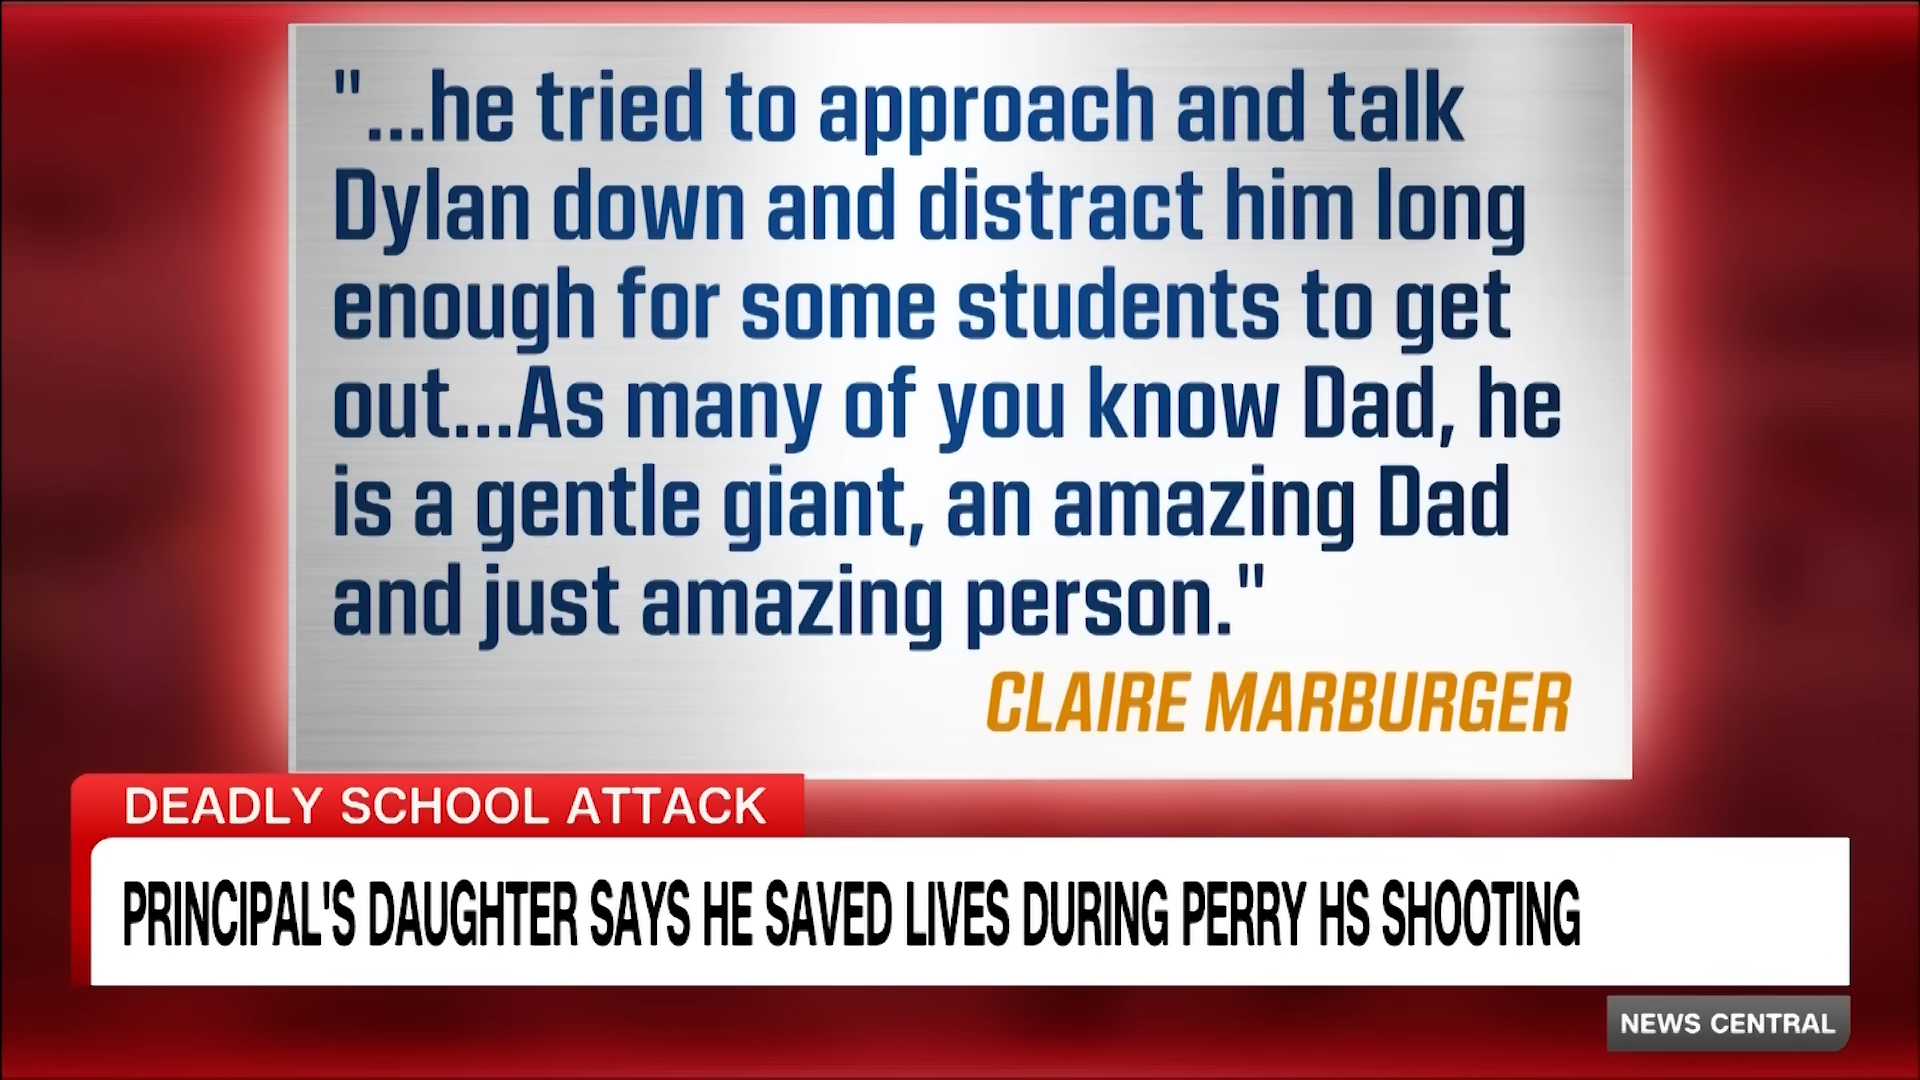 "...he tried to approach and talk
Dylan down and distract him long
enough for some students to get
out...As many of you know Dad, he
is a gentle giant, an amazing Dad
and just amazing person."
CLAIRE MARBURGER
DEADLY SCHOOL ATTACK
PRINCIPAL'S DAUGHTER SAYS HE SAVED LIVES DURING PERRY HS SHOOTING
NEWS CENTRAL